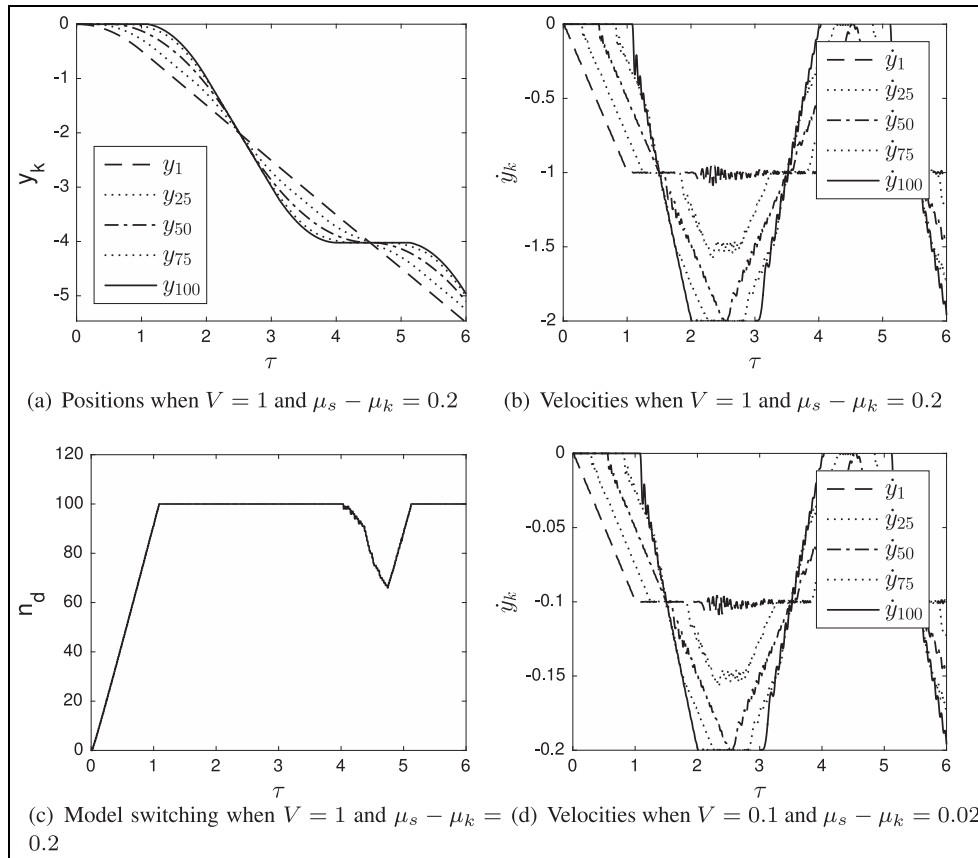 0
-1
-2
-3
-4
-5
y_k
y_1
y_25
y_50
y_75
y_100
0 1 2 3 4 5 6
τ
(a) Positions when V = 1 and μ_s − μ_k = 0.2
0
-0.5
-1
-1.5
-2
ẏ_k
ẏ_1
ẏ_25
ẏ_50
ẏ_75
ẏ_100
0 1 2 3 4 5 6
τ
(b) Velocities when V = 1 and μ_s − μ_k = 0.2
120
100
80
60
40
20
0
n_d
0 1 2 3 4 5 6
τ
(c) Model switching when V = 1 and μ_s − μ_k =
0.2
0
-0.05
-0.1
-0.15
-0.2
ẏ_k
ẏ_1
ẏ_25
ẏ_50
ẏ_75
ẏ_100
0 1 2 3 4 5 6
τ
(d) Velocities when V = 0.1 and μ_s − μ_k = 0.02